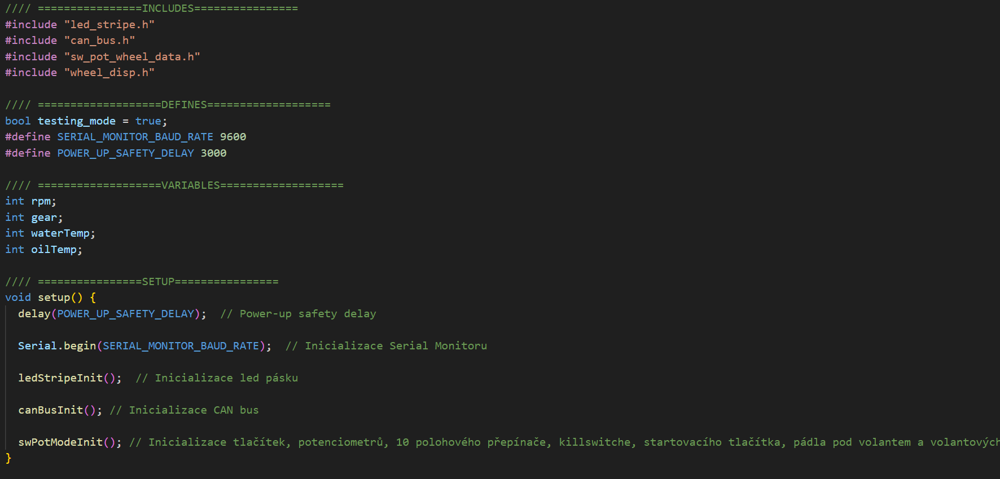 //// ================INCLUDES================
#include "led_stripe.h"
#include "can_bus.h"
#include "sw_pot_wheel_data.h"
#include "wheel_disp.h"
//// ===================DEFINES===================
bool testing_mode = true;
#define SERIAL_MONITOR_BAUD_RATE 9600
#define POWER_UP_SAFETY_DELAY 3000
//// ===================VARIABLES===================
int rpm;
int gear;
int waterTemp;
int oilTemp;
//// ================SETUP================
void setup() {
delay(POWER_UP_SAFETY_DELAY);  // Power-up safety delay
Serial.begin(SERIAL_MONITOR_BAUD_RATE);  // Inicializace Serial Monitoru
ledStripeInit();  // Inicializace led pásku
canBusInit(); // Inicializace CAN bus
swPotModeInit(); // Inicializace tlačítek, potenciometrů, 10 polohového přepínače, killswitche, startovacího tlačítka, pádla pod volantem a volantových
}